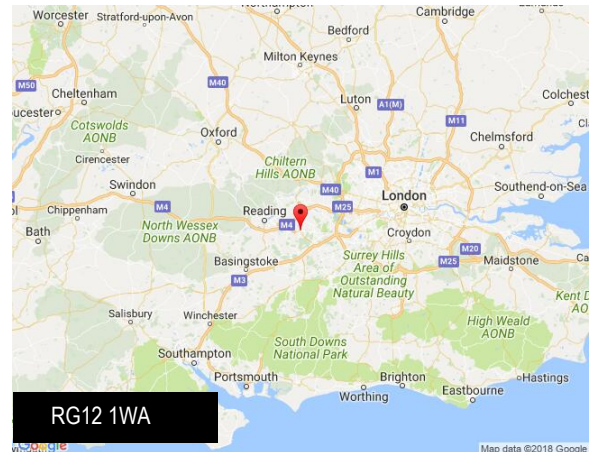 Northampton
Cambridge
Worcester
Stratford-upon-Avon
Bedford
Milton Keynes
M50
M40
Cheltenham
Luton
A1(M)
Colchest
oucester
M11
Cotswolds
AONB
Oxford
Chelmsford
Cirencester
Chiltern
Hills AONB
M1
Swindon
M40
London
Southend-on-Sea
M4
Reading
M25
Chippenham
North Wessex
Downs AONB
M4
Bath
Croydon
M20
Basingstoke
Surrey Hills
Area of
Outstanding
Natural Beauty
M25
Maidstone
Ca
M3
Kent D
AO
Salisbury
Winchester
High Weald
AONB
South Downs
National Park
Southampton
Portsmouth
Brighton
Hastings
Worthing
Eastbourne
RG12 1WA
Google
Map data ©2018 Google